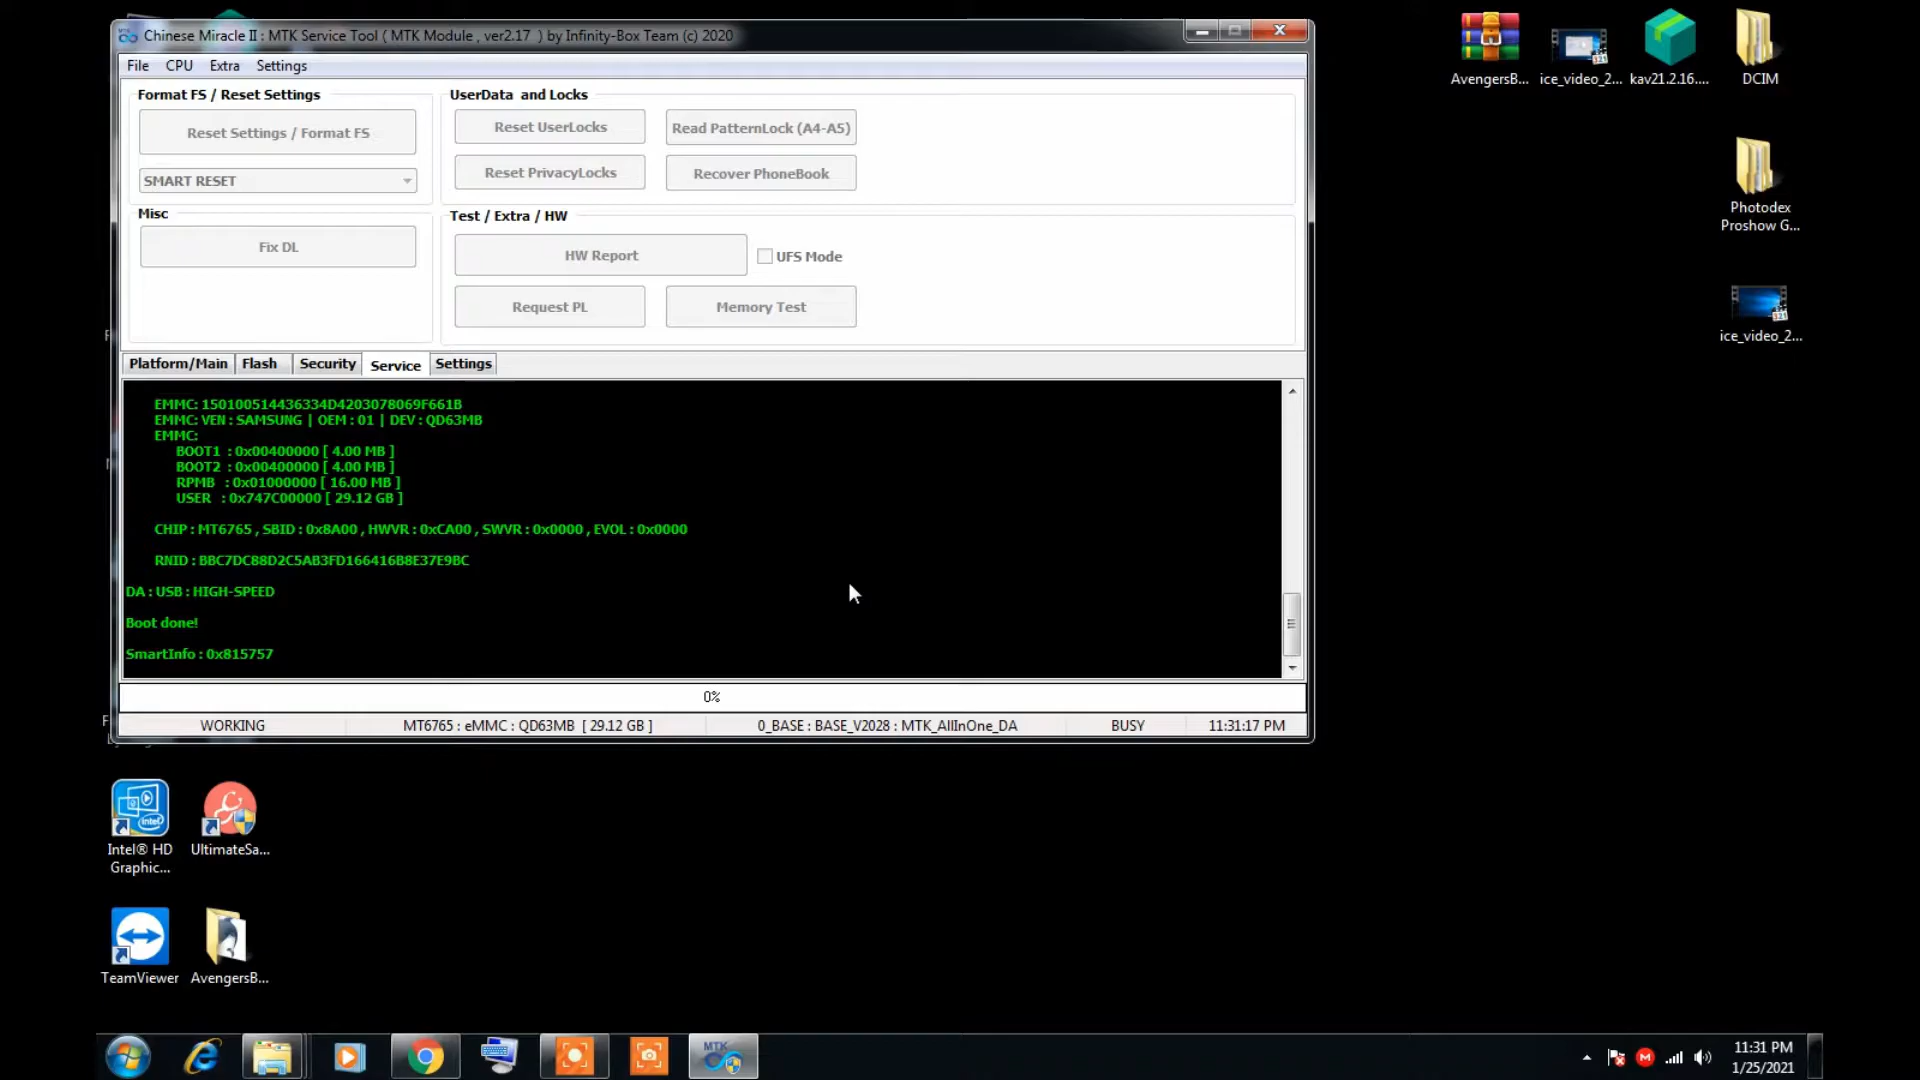 Chinese Miracle II : MTK Service Tool ( MTK Module , ver2.17 ) by Infinity-Box Team (c) 2020
File CPU Extra Settings
Format FS / Reset Settings
Reset Settings / Format FS
SMART RESET
Misc
Fix DL
UserData and Locks
Reset UserLocks
Read PatternLock (A4-A5)
Reset PrivacyLocks
Recover PhoneBook
Test / Extra / HW
HW Report
UFS Mode
Request PL
Memory Test
Platform/Main Flash Security Service Settings
EMMC: 150100514436334D4203078069F661B
EMMC: VEN : SAMSUNG | OEM : 01 | DEV : QD63MB
EMMC:
BOOT1 : 0x00400000 [ 4.00 MB ]
BOOT2 : 0x00400000 [ 4.00 MB ]
RPMB : 0x01000000 [ 16.00 MB ]
USER : 0x747C00000 [ 29.12 GB ]
CHIP : MT6765 , SBID : 0x8A00 , HWVR : 0xCA00 , SWVR : 0x0000 , EVOL : 0x0000
RNID : BBC7DC88D2C5AB3FD166416B8E37E9BC
DA : USB : HIGH-SPEED
Boot done!
SmartInfo : 0x815757
0%
WORKING MT6765 : eMMC : QD63MB [ 29.12 GB ] 0_BASE : BASE_V2028 : MTK_AllInOne_DA BUSY 11:31:17 PM
AvengersB... ice_video_2... kav21.2.16.... DCIM
Photodex
Proshow G...
ice_video_2...
Intel® HD
Graphic...
UltimateSa...
TeamViewer AvengersB...
MTK
11:31 PM
1/25/2021